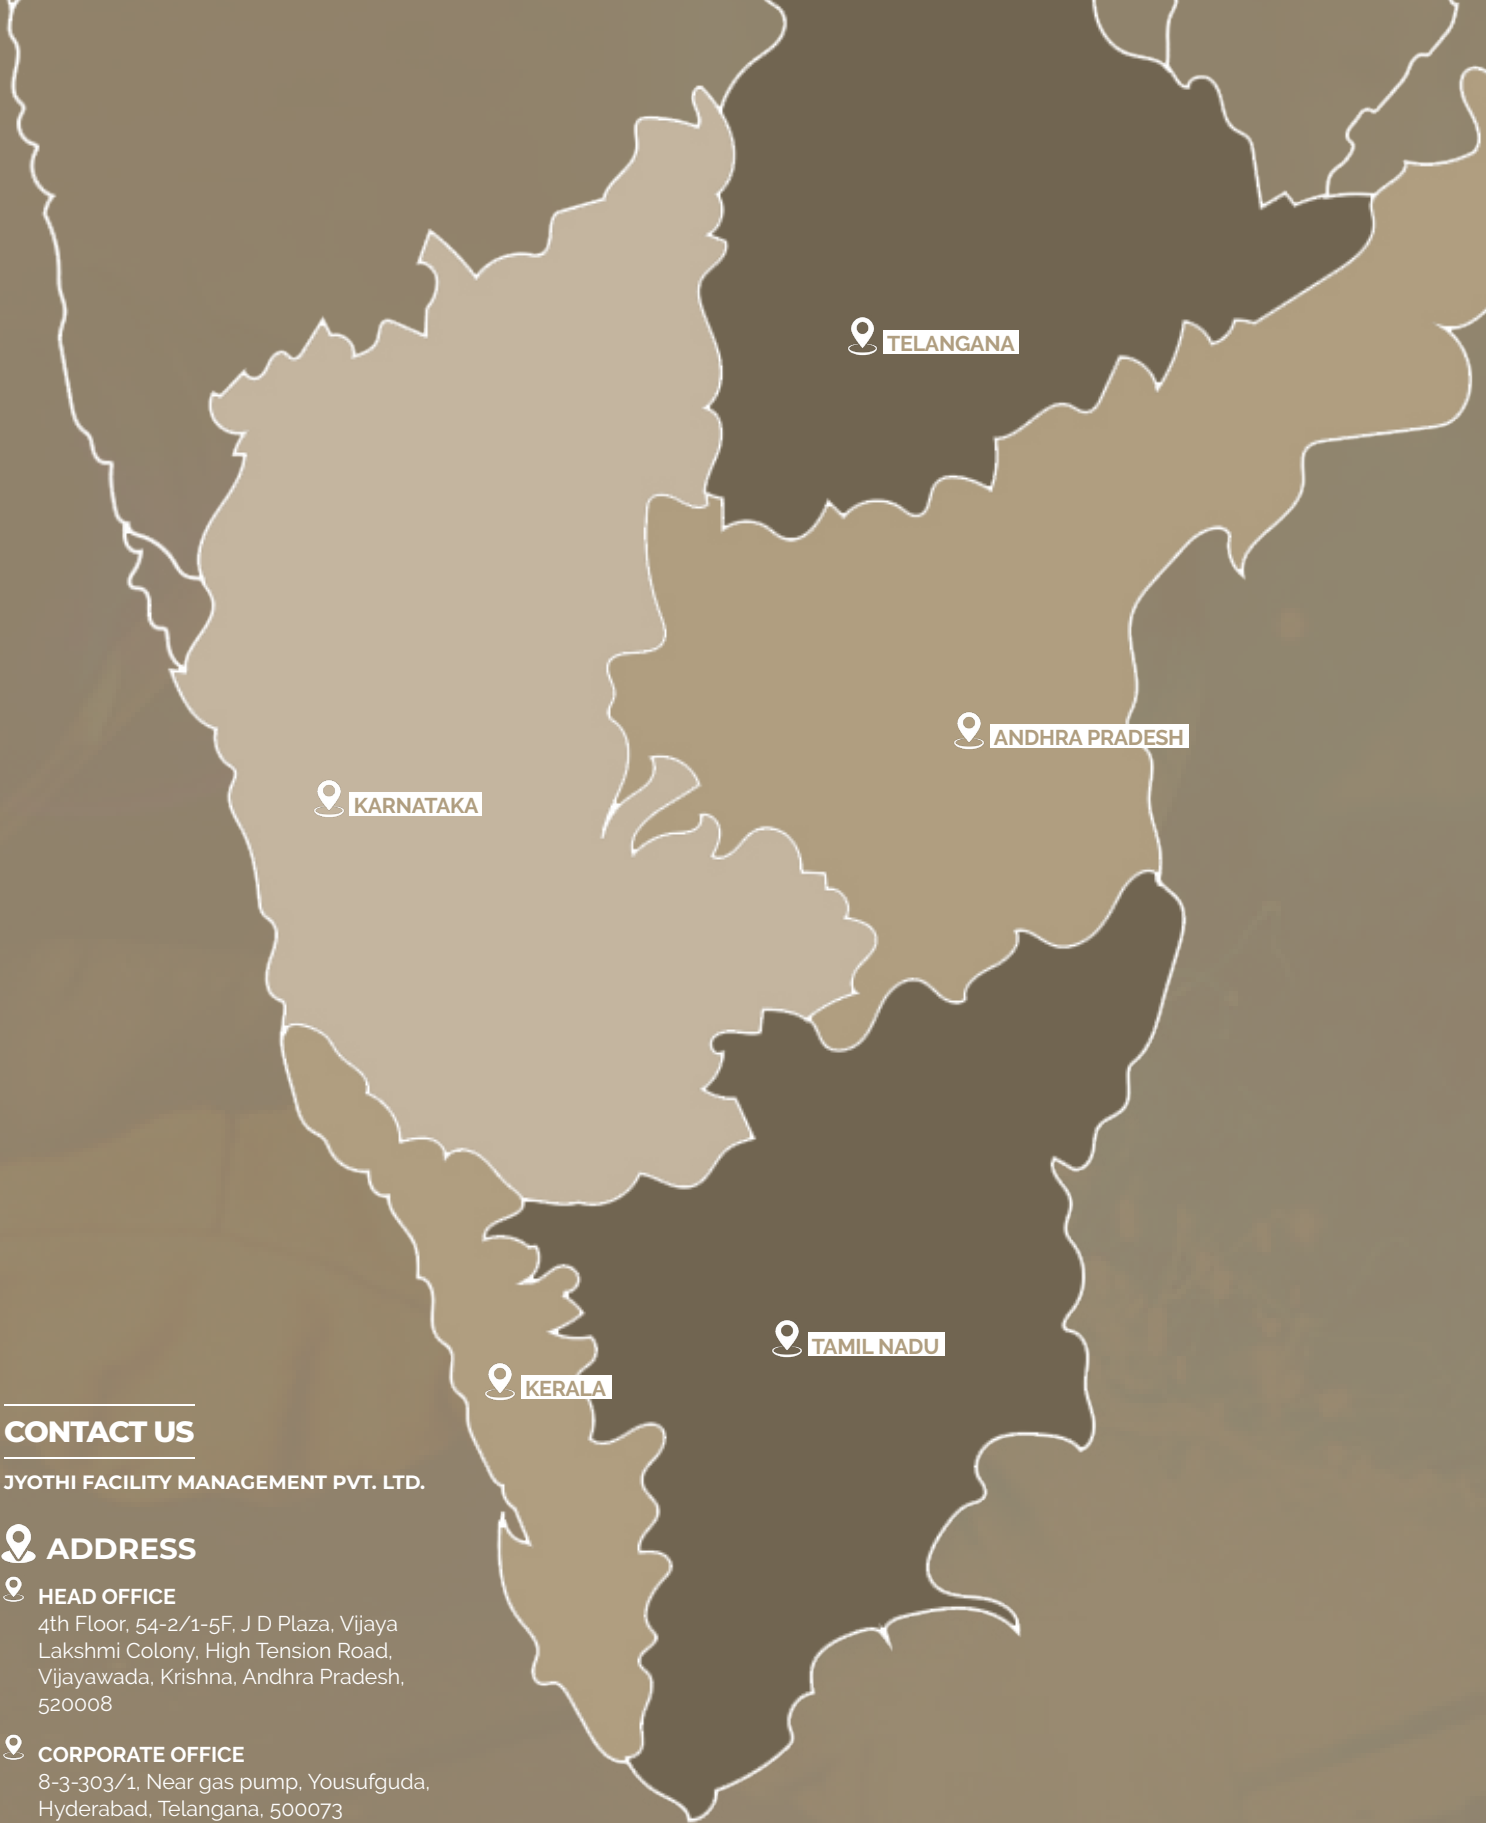 TELANGANA
ANDHRA PRADESH
KARNATAKA
TAMIL NADU
KERALA
CONTACT US
JYOTHI FACILITY MANAGEMENT PVT. LTD.
ADDRESS
HEAD OFFICE
4th Floor, 54-2/1-5F, J D Plaza, Vijaya
Lakshmi Colony, High Tension Road,
Vijayawada, Krishna, Andhra Pradesh,
520008
CORPORATE OFFICE
8-3-303/1, Near gas pump, Yousufguda,
Hyderabad, Telangana, 500073